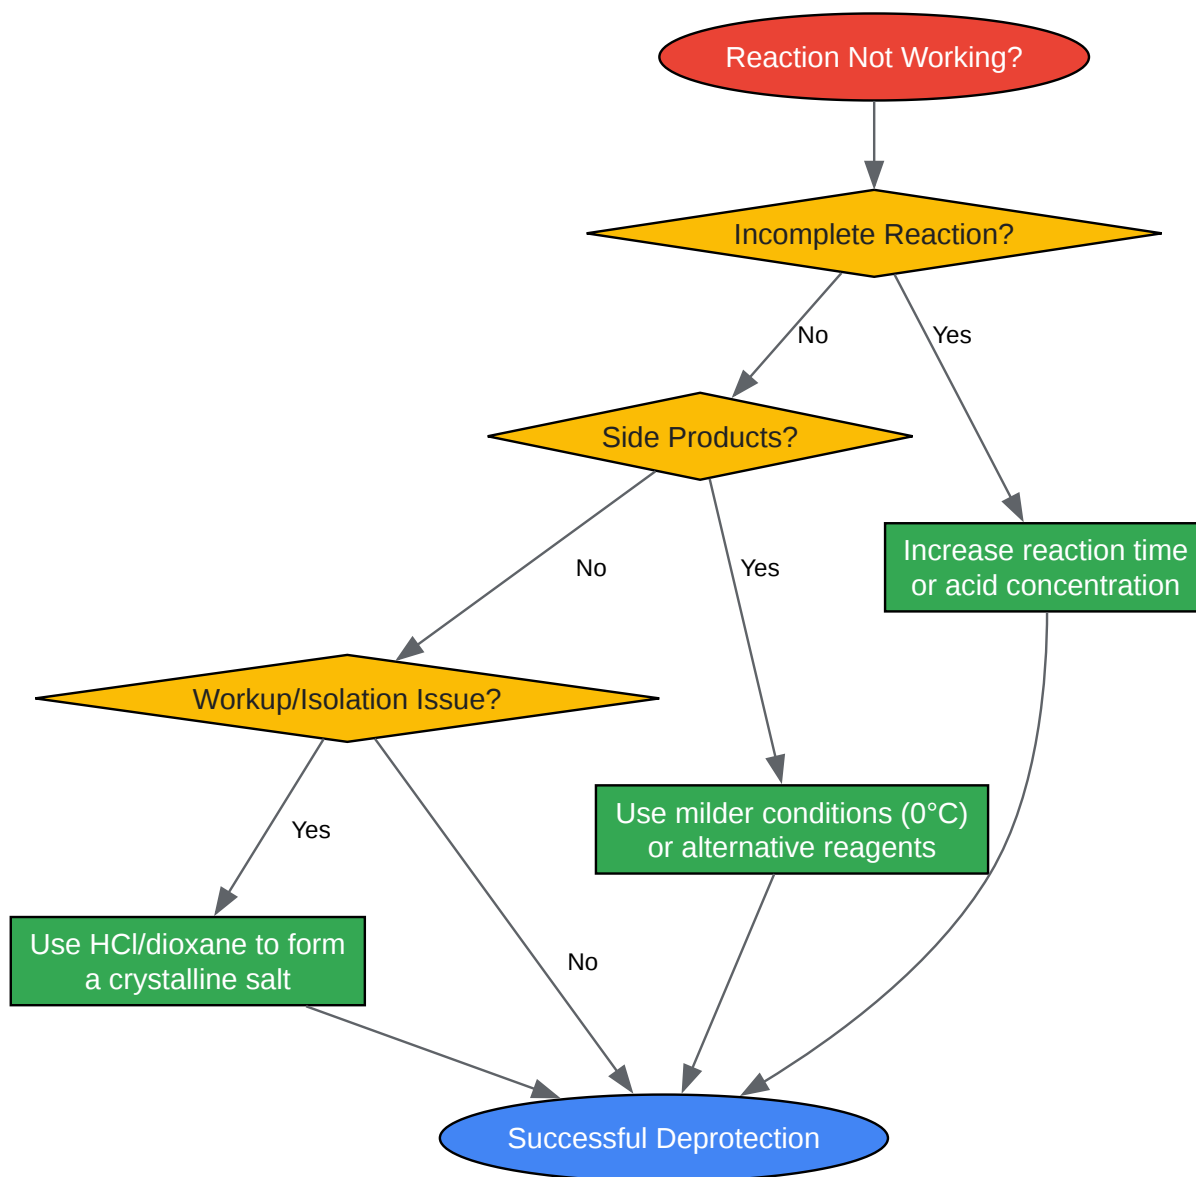 Reaction Not Working?
Incomplete Reaction?
No
Yes
Side Products?
Increase reaction time
or acid concentration
No
Yes
Workup/Isolation Issue?
Use milder conditions (0°C)
or alternative reagents
Yes
Use HCl/dioxane to form
a crystalline salt
No
Successful Deprotection